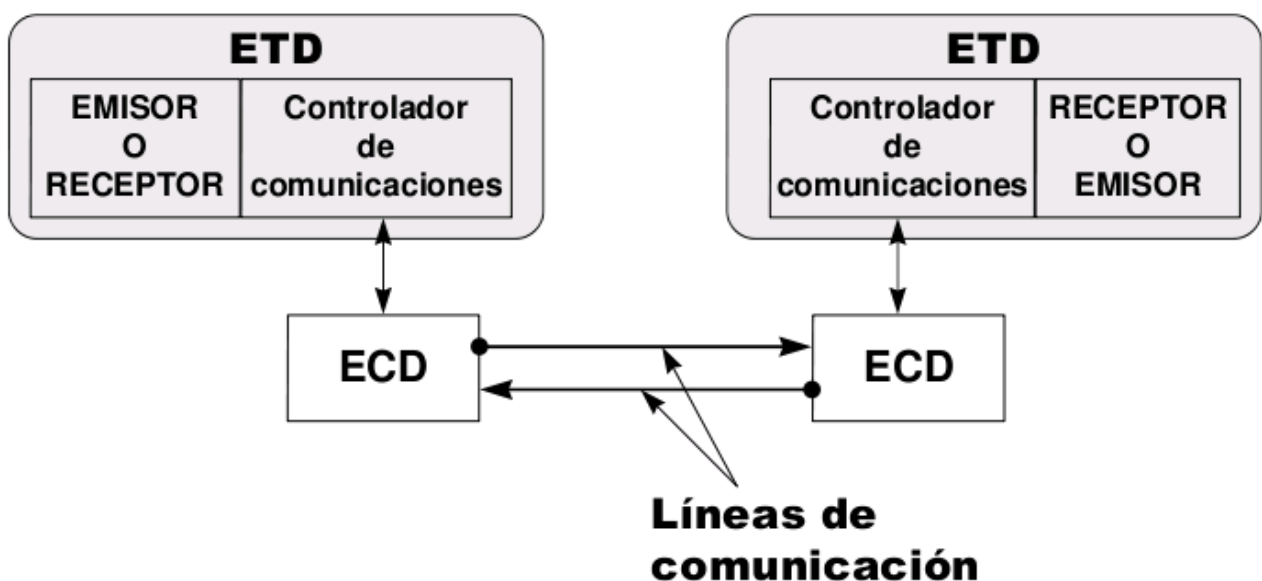 ETD
EMISOR
O
RECEPTOR
Controlador
de
comunicaciones
ETD
Controlador
de
comunicaciones
RECEPTOR
O
EMISOR
ECD
ECD
Líneas de
comunicación